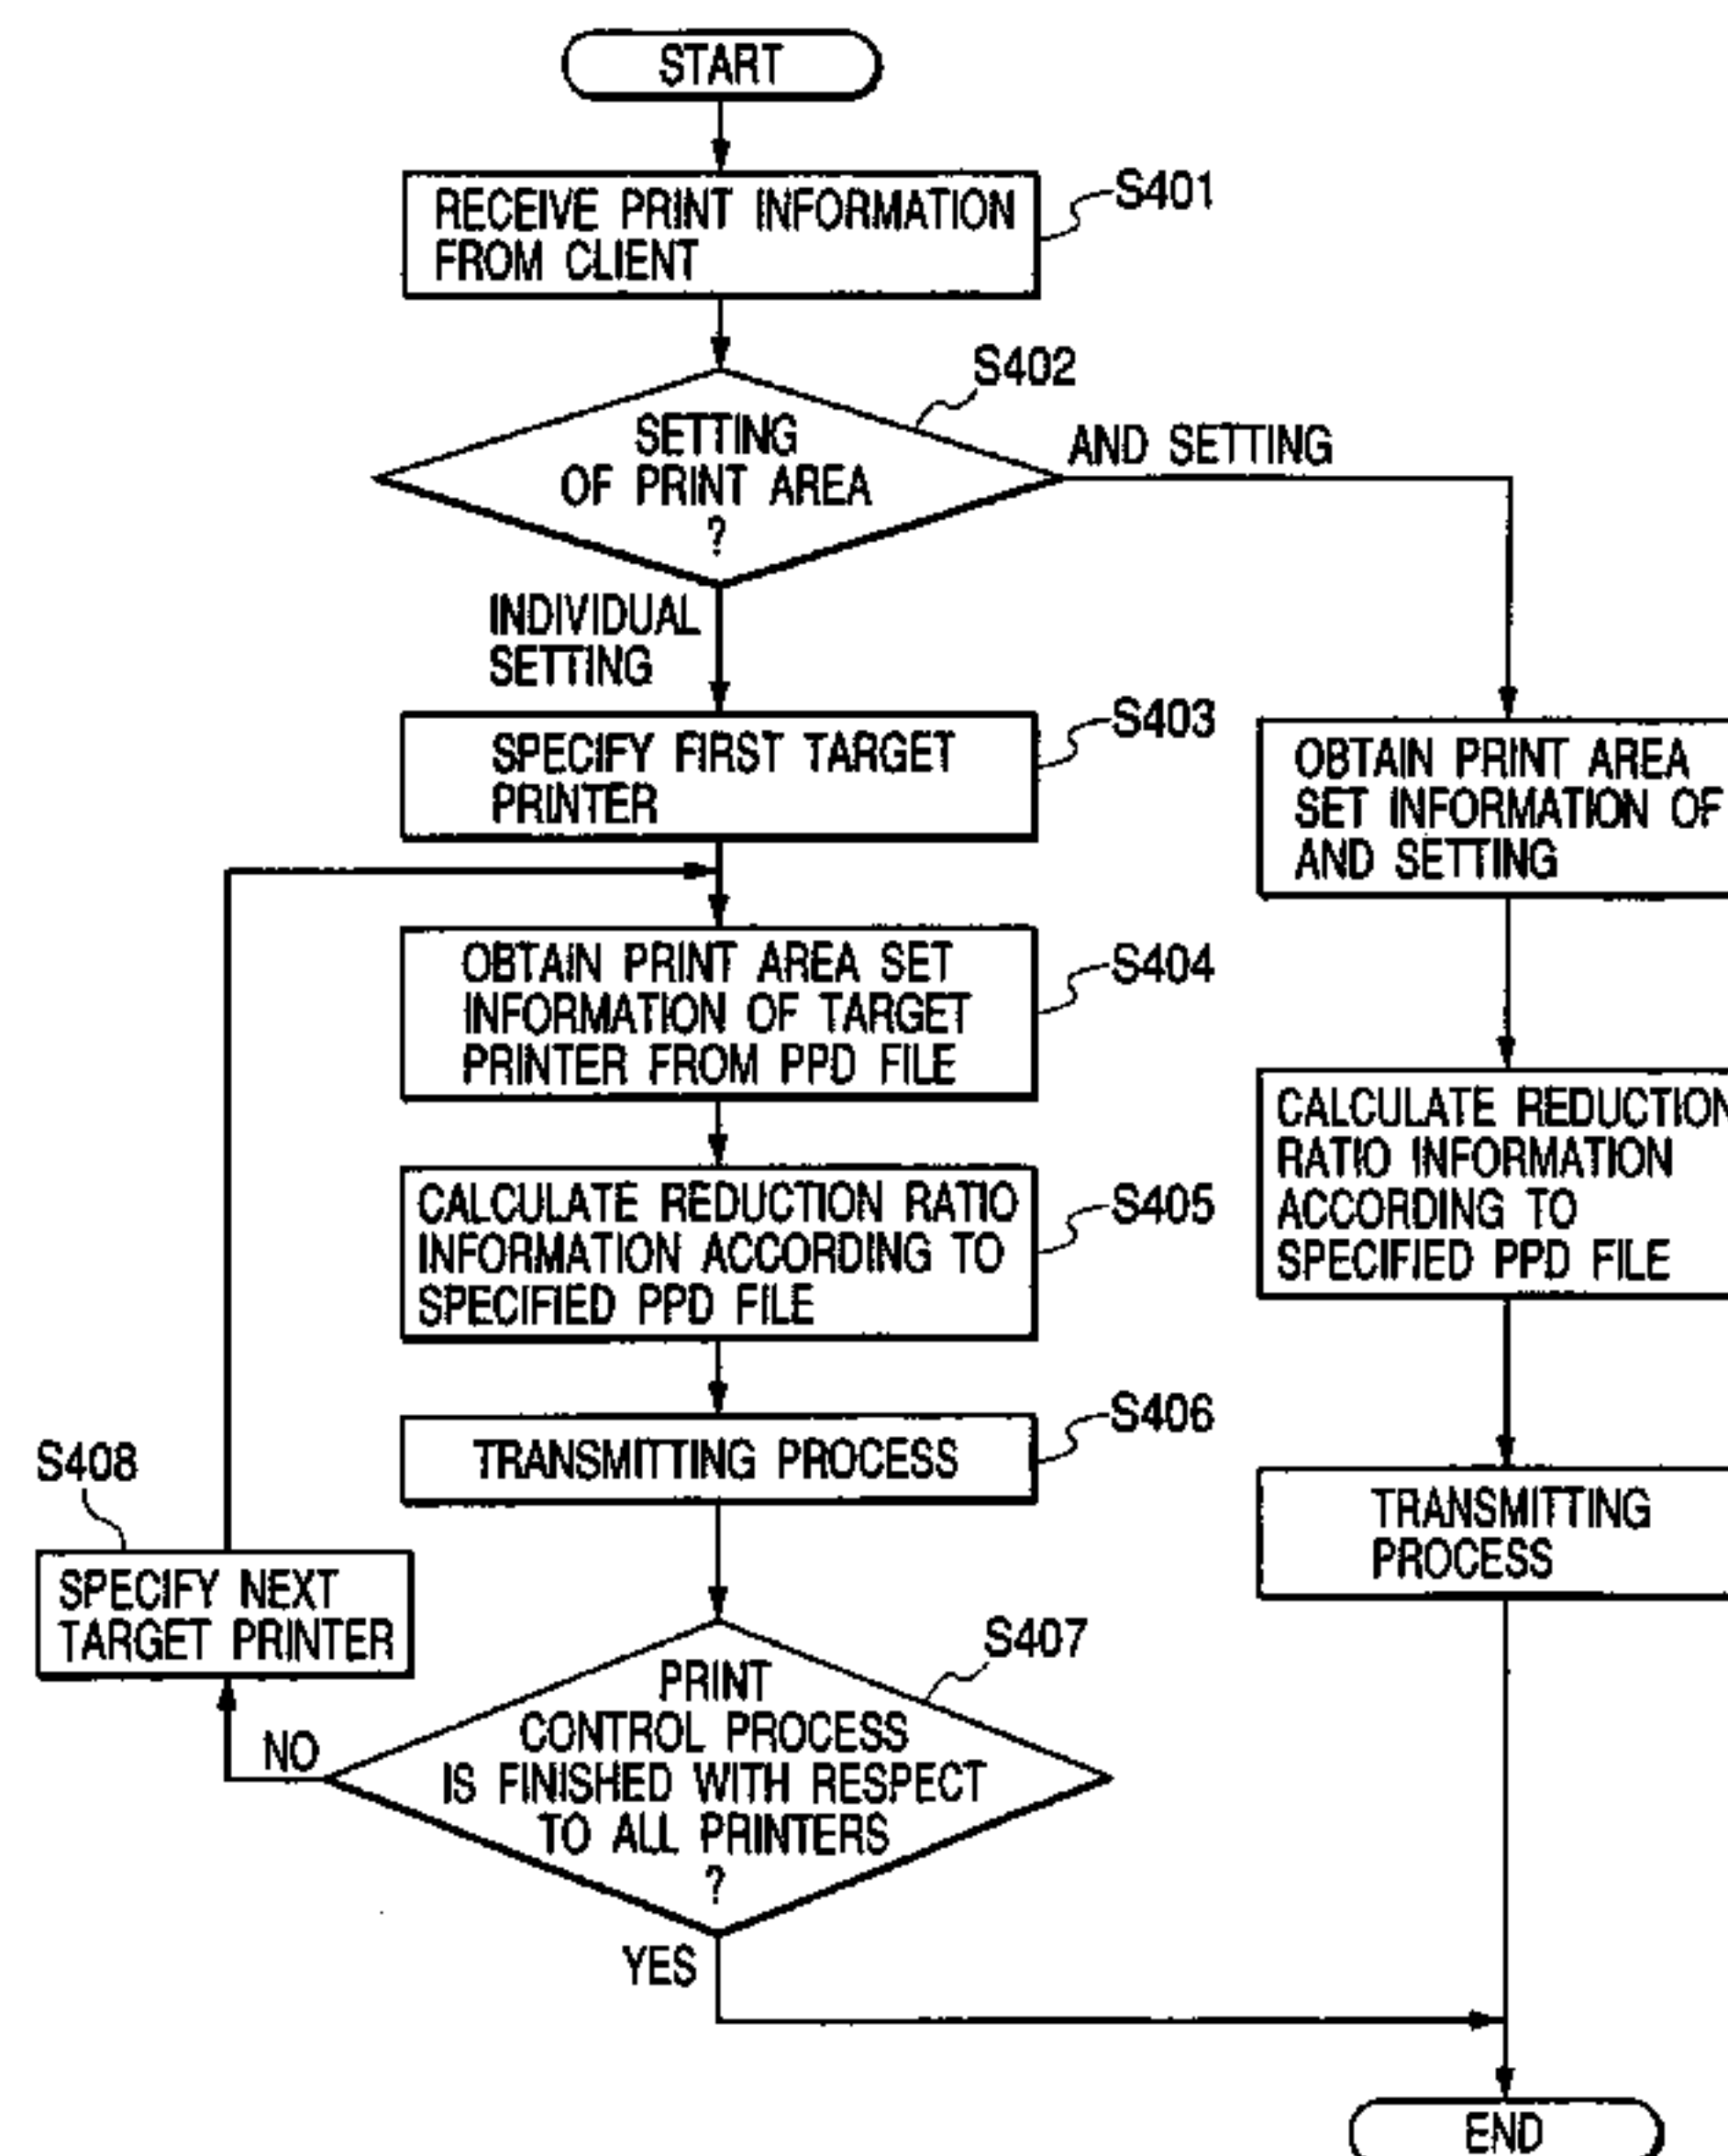 START
RECEIVE PRINT INFORMATION
FROM CLIENT
S401
S402
SETTING
OF PRINT AREA
?
AND SETTING
INDIVIDUAL
SETTING
SPECIFY FIRST TARGET
PRINTER
S403
OBTAIN PRINT AREA SET
INFORMATION OF TARGET
PRINTER FROM PPD FILE
S404
CALCULATE REDUCTION RATIO
INFORMATION ACCORDING TO
SPECIFIED PPD FILE
S405
TRANSMITTING PROCESS
S406
S407
PRINT
CONTROL PROCESS
IS FINISHED WITH RESPECT
TO ALL PRINTERS
?
NO
YES
S408
SPECIFY NEXT
TARGET PRINTER
OBTAIN PRINT AREA
SET INFORMATION OF
AND SETTING
CALCULATE REDUCTION
RATIO INFORMATION
ACCORDING TO
SPECIFIED PPD FILE
TRANSMITTING
PROCESS
END